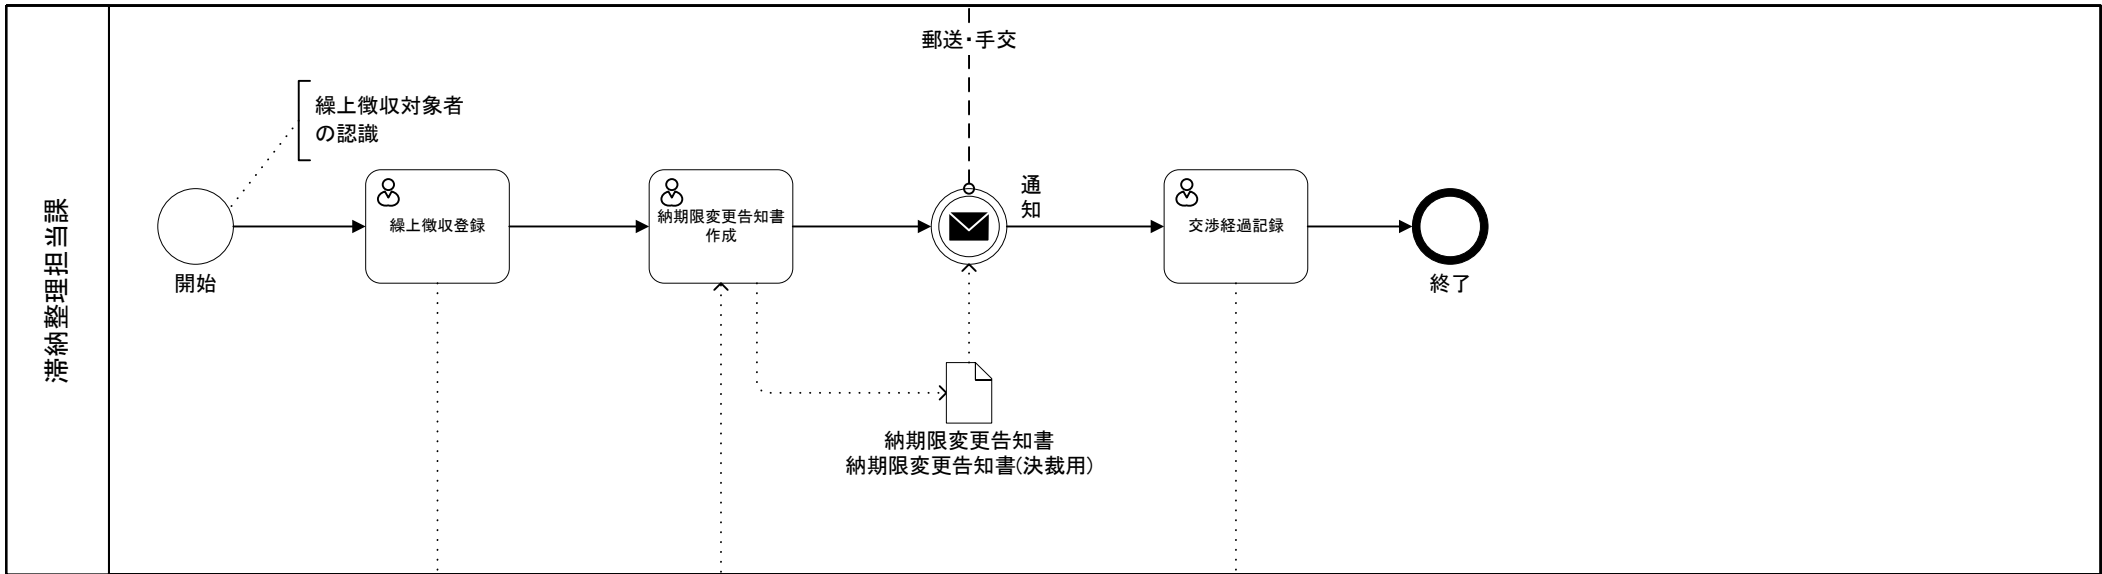 滞納整理担当課
郵送・手交
繰上徴収対象者
の認識
開始
繰上徴収登録
納期限変更告知書
作成
通知
交渉経過記録
終了
納期限変更告知書
納期限変更告知書(決裁用)